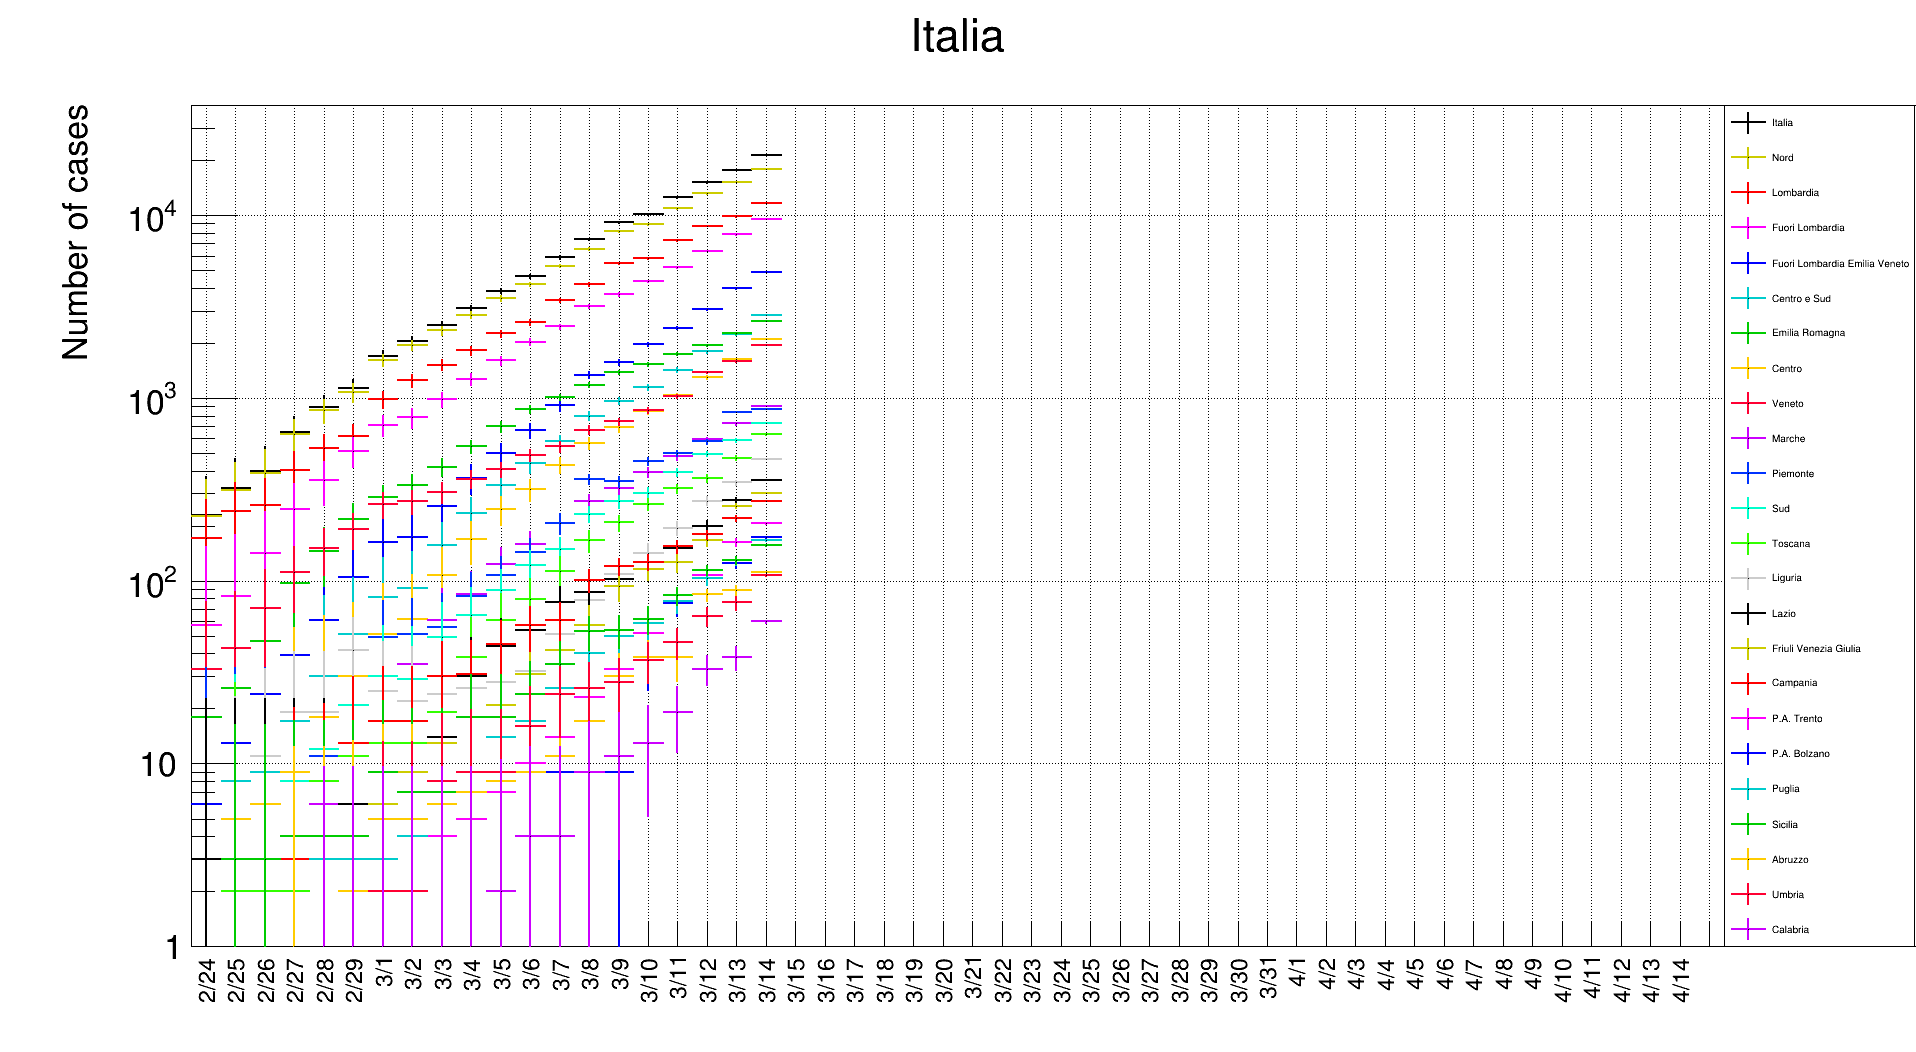 Italia
Number of cases
10^4
10^3
10^2
10
1
2/24 2/25 2/26 2/27 2/28 2/29 3/1 3/2 3/3 3/4 3/5 3/6 3/7 3/8 3/9 3/10 3/11 3/12 3/13 3/14 3/15 3/16 3/17 3/18 3/19 3/20 3/21 3/22 3/23 3/24 3/25 3/26 3/27 3/28 3/29 3/30 3/31 4/1 4/2 4/3 4/4 4/5 4/6 4/7 4/8 4/9 4/10 4/11 4/12 4/13 4/14
Italia
Nord
Lombardia
Fuori Lombardia
Fuori Lombardia Emilia Veneto
Centro e Sud
Emilia Romagna
Centro
Veneto
Marche
Piemonte
Sud
Toscana
Liguria
Lazio
Friuli Venezia Giulia
Campania
P.A. Trento
P.A. Bolzano
Puglia
Sicilia
Abruzzo
Umbria
Calabria